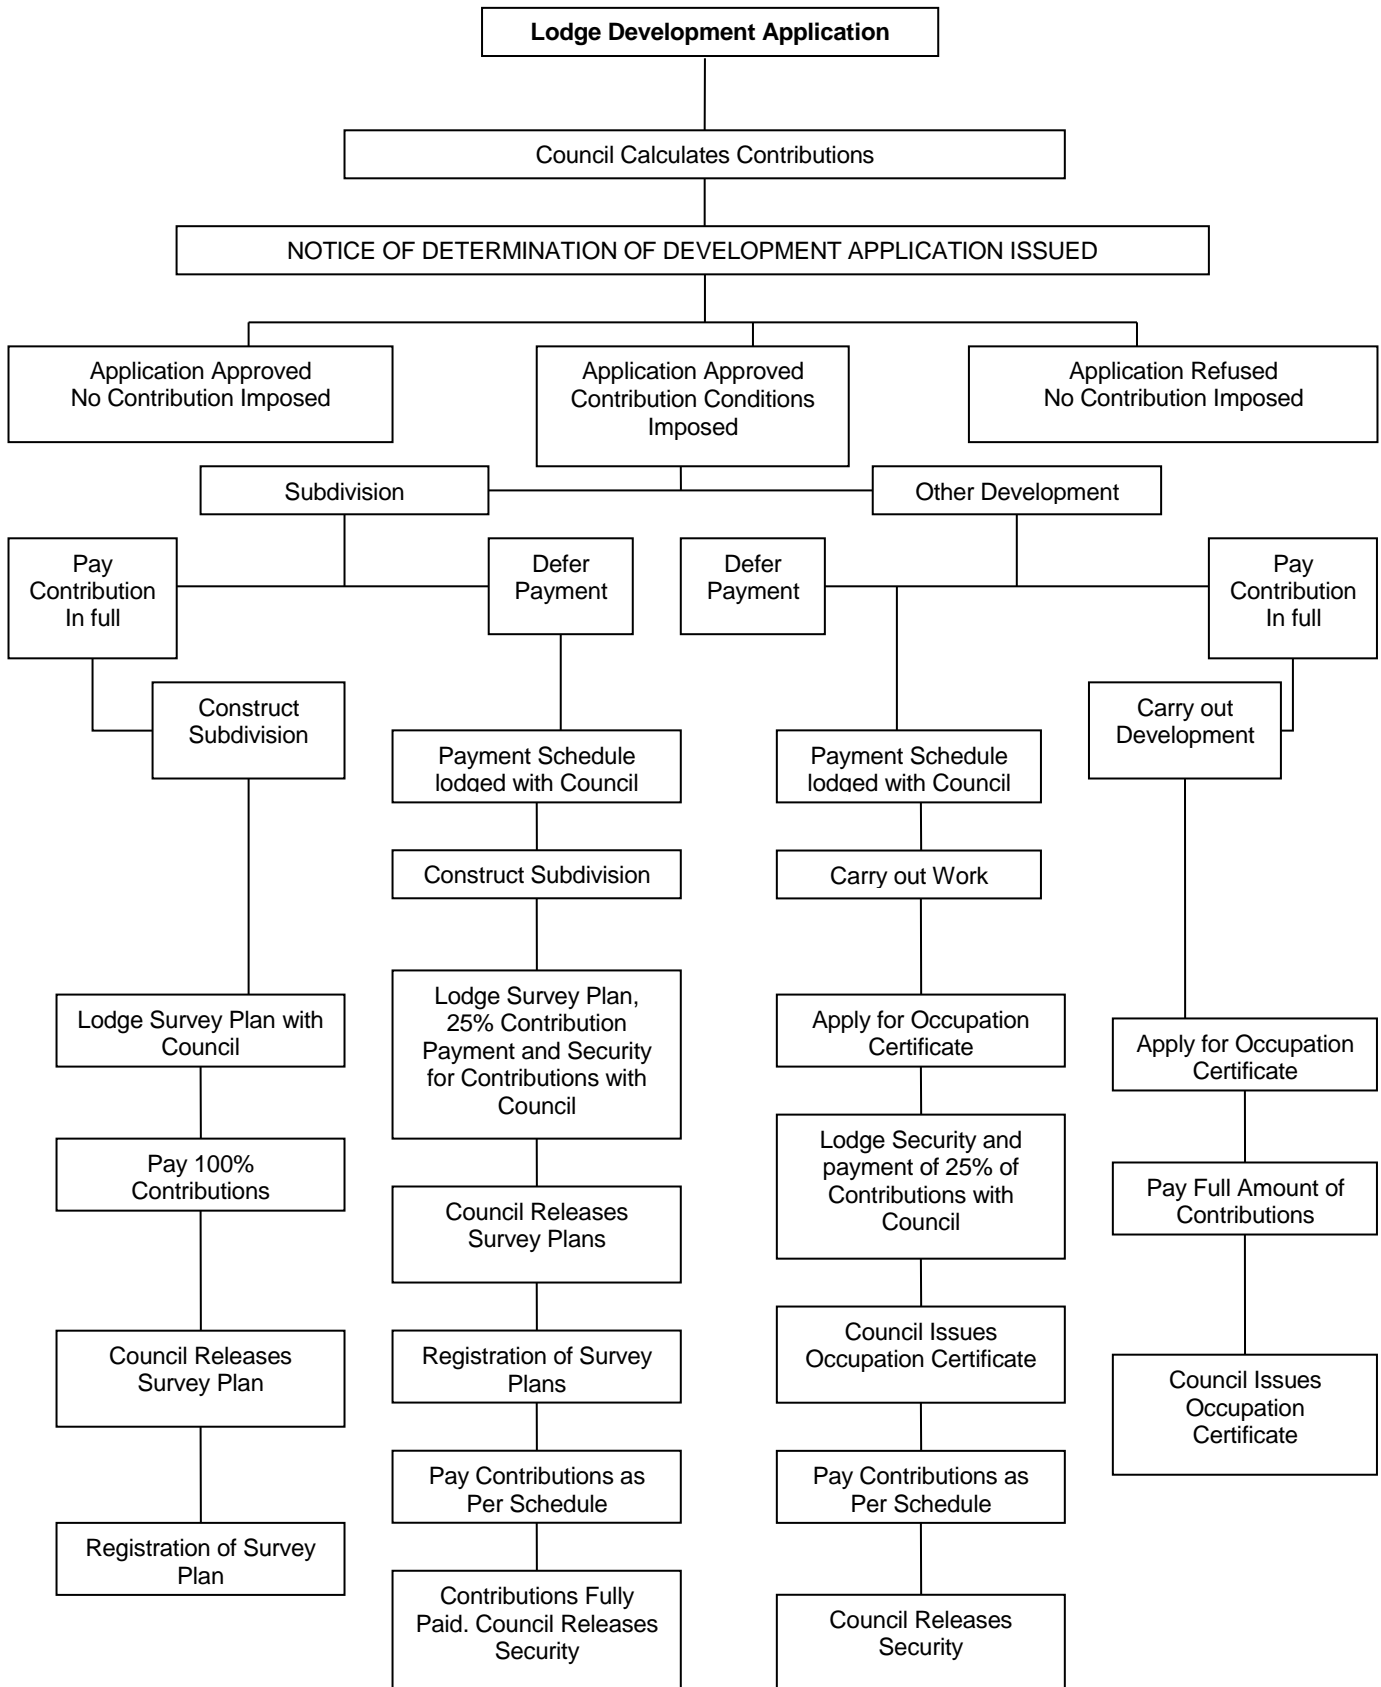 Lodge Development Application
Council Calculates Contributions
NOTICE OF DETERMINATION OF DEVELOPMENT APPLICATION ISSUED
Application Approved
No Contribution Imposed
Application Approved
Contribution Conditions
Imposed
Application Refused
No Contribution Imposed
Subdivision
Other Development
Pay
Contribution
In full
Defer
Payment
Defer
Payment
Pay
Contribution
In full
Construct
Subdivision
Carry out
Development
Payment Schedule
lodged with Council
Payment Schedule
lodged with Council
Construct Subdivision
Carry out Work
Lodge Survey Plan with
Council
Lodge Survey Plan,
25% Contribution
Payment and Security
for Contributions with
Council
Apply for Occupation
Certificate
Apply for Occupation
Certificate
Pay 100%
Contributions
Council Releases
Survey Plans
Lodge Security and
payment of 25% of
Contributions with
Council
Pay Full Amount of
Contributions
Council Releases
Survey Plan
Registration of Survey
Plans
Council Issues
Occupation Certificate
Council Issues
Occupation
Certificate
Pay Contributions as
Per Schedule
Pay Contributions as
Per Schedule
Registration of Survey
Plan
Contributions Fully
Paid. Council Releases
Security
Council Releases
Security